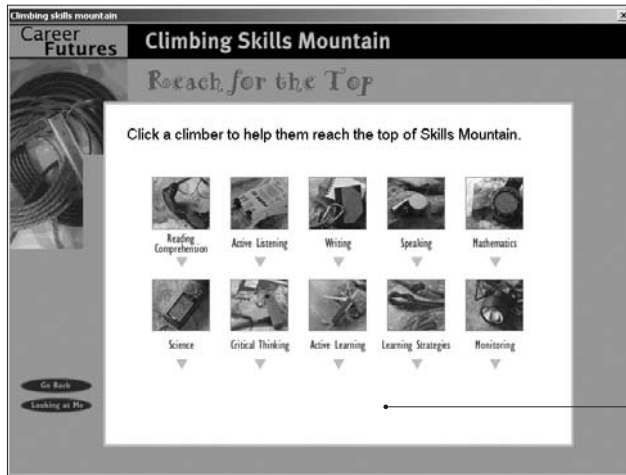 Climbing skills mountain
Career
Futures
Climbing Skills Mountain
Reach for the Top
Click a climber to help them reach the top of Skills Mountain.
Reading
Comprehension
Active Listening
Writing
Speaking
Mathematics
Science
Critical Thinking
Active Learning
Learning Strategies
Monitoring
Go Back
Looking at Me